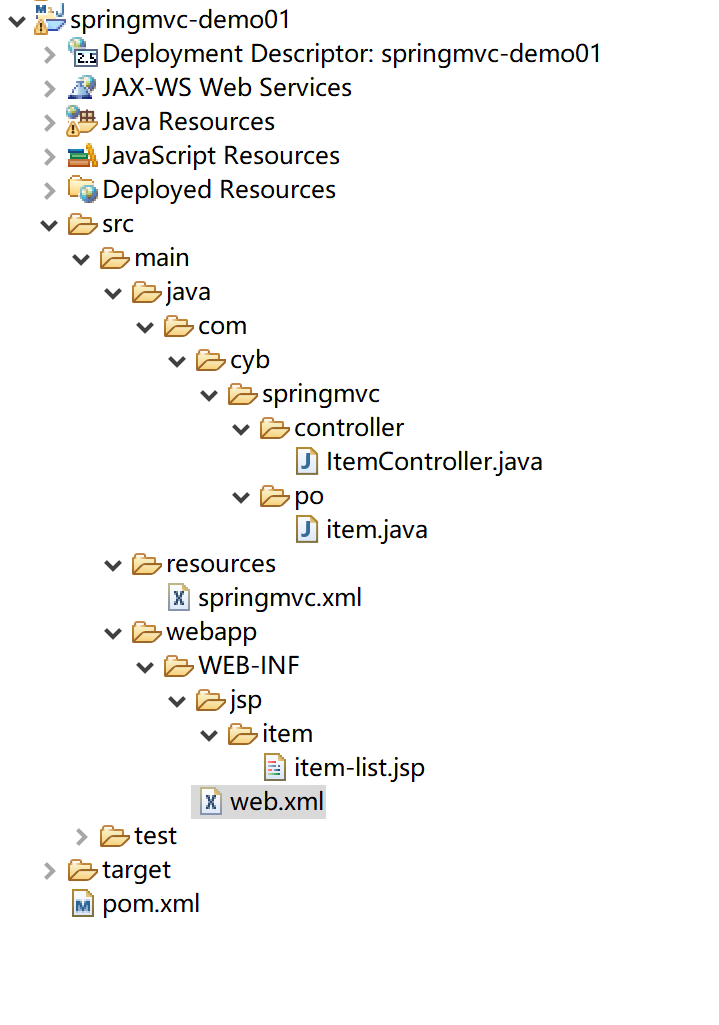 springmvc-demo01
Deployment Descriptor: springmvc-demo01
JAX-WS Web Services
Java Resources
JavaScript Resources
Deployed Resources
src
main
java
com
cyb
springmvc
controller
ItemController.java
po
item.java
resources
springmvc.xml
webapp
WEB-INF
jsp
item
item-list.jsp
web.xml
test
target
pom.xml